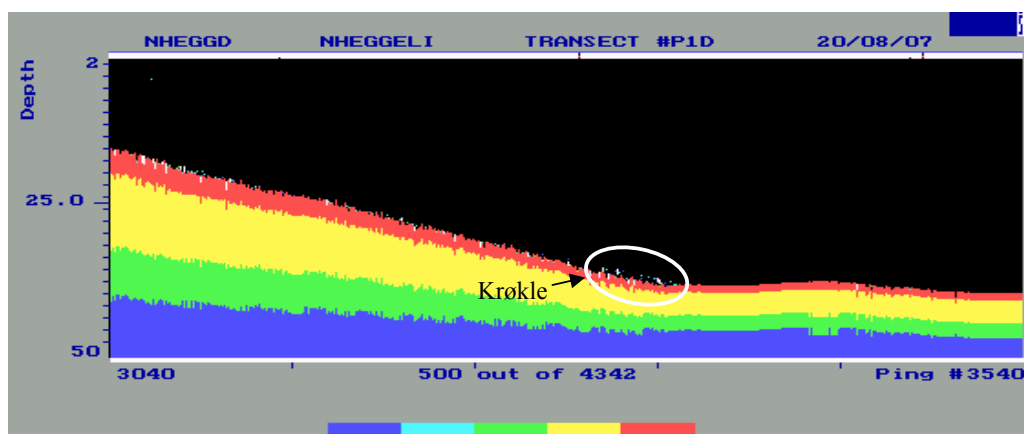 NHEGGD NHEGGELI TRANSECT #P1D 20/08/07
Depth
2
25.0
50
Krøkle
3040 500 out of 4342 Ping #3540